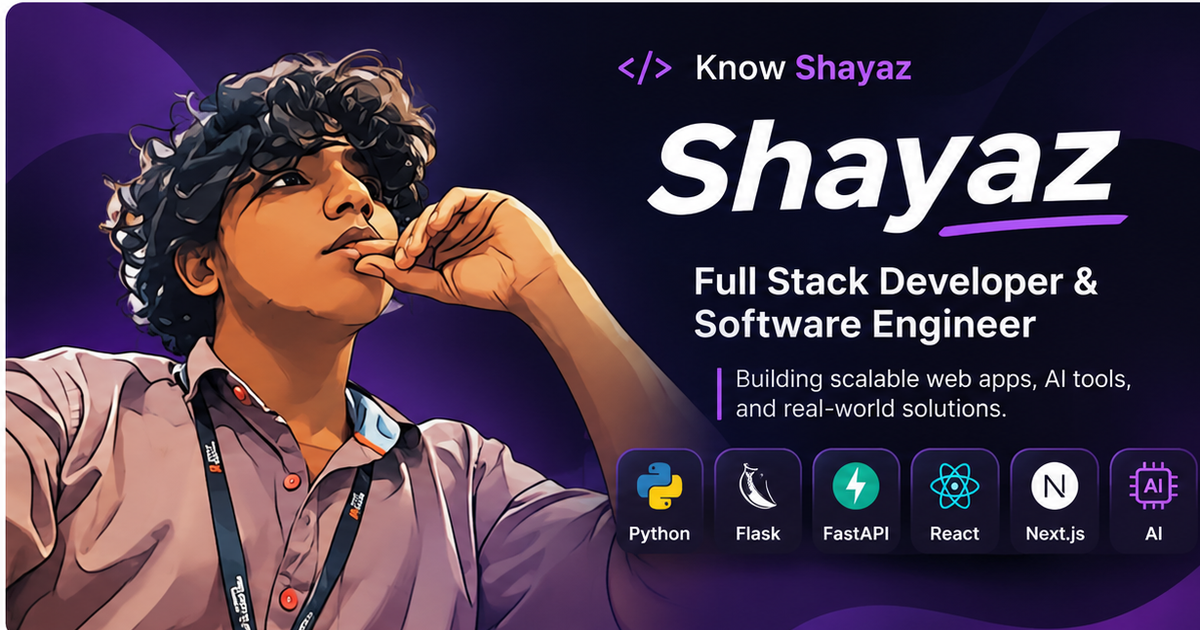 </> Know Shayaz
Shayaz
Full Stack Developer &
Software Engineer
Building scalable web apps, AI tools,
and real-world solutions.
Python
Flask
FastAPI
React
N
Next.js
AI
AI